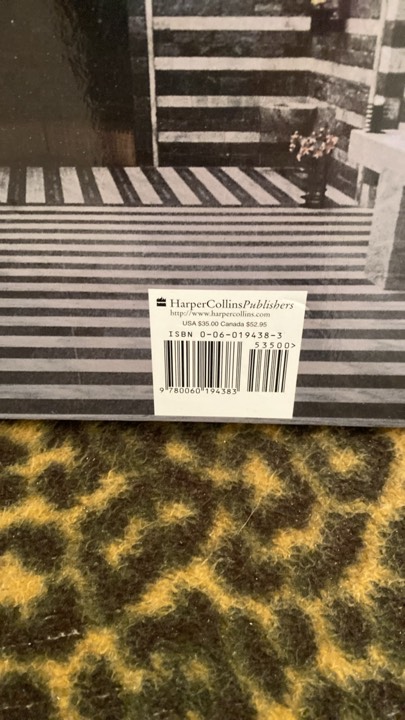 HarperCollinsPublishers
http://www.harpercollins.com
USA $35.00 Canada $52.95
ISBN 0-06-019438-3
53500>
9 780060 194383